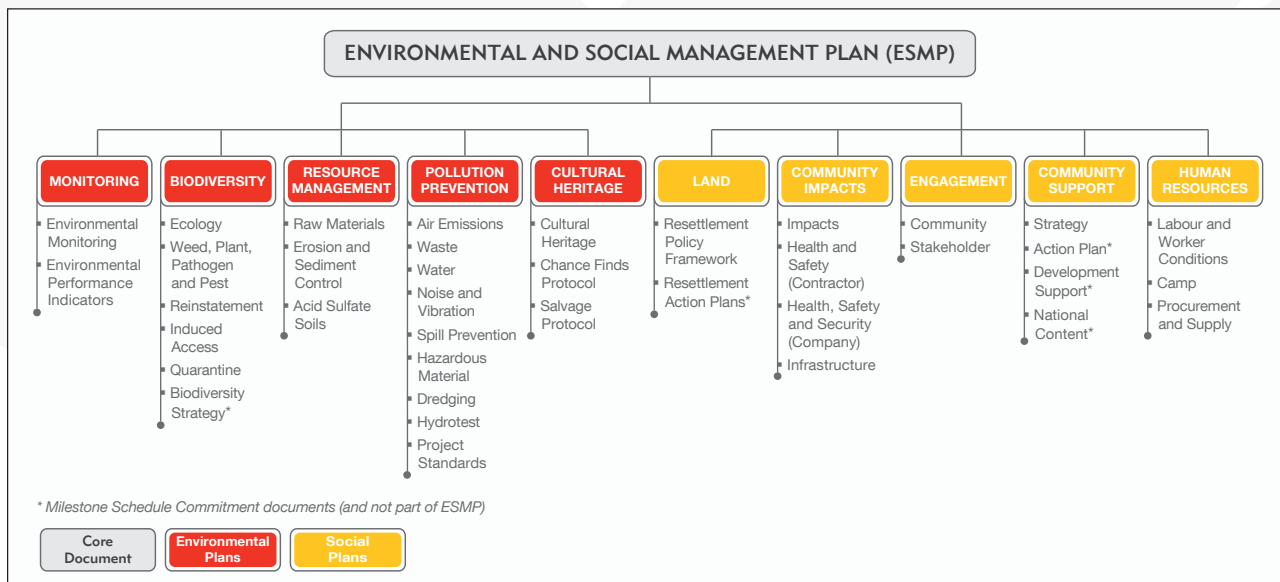 ENVIRONMENTAL AND SOCIAL MANAGEMENT PLAN (ESMP)
MONITORING
Environmental
Monitoring
Environmental
Performance
Indicators
BIODIVERSITY
Ecology
Weed, Plant,
Pathogen
and Pest
Reinstatement
Induced
Access
Quarantine
Biodiversity
Strategy*
RESOURCE
MANAGEMENT
Raw Materials
Erosion and
Sediment
Control
Acid Sulfate
Soils
POLLUTION
PREVENTION
Air Emissions
Waste
Water
Noise and
Vibration
Spill Prevention
Hazardous
Material
Dredging
Hydrotest
Project
Standards
CULTURAL
HERITAGE
Cultural
Heritage
Chance Finds
Protocol
Salvage
Protocol
LAND
Resettlement
Policy
Framework
Resettlement
Action Plans*
COMMUNITY
IMPACTS
Impacts
Health and
Safety
(Contractor)
Health, Safety
and Security
(Company)
Infrastructure
ENGAGEMENT
Community
Stakeholder
COMMUNITY
SUPPORT
Strategy
Action Plan*
Development
Support*
National
Content*
HUMAN
RESOURCES
Labour and
Worker
Conditions
Camp
Procurement
and Supply
* Milestone Schedule Commitment documents (and not part of ESMP)
Core
Document
Environmental
Plans
Social
Plans